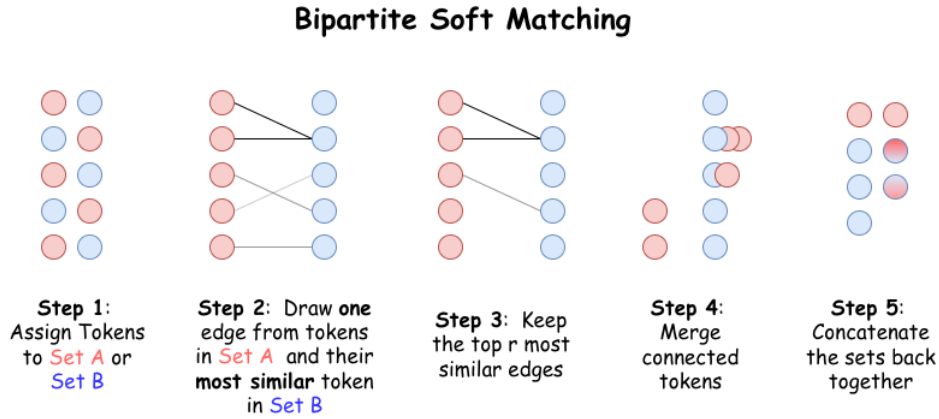 Bipartite Soft Matching
Step 1:
Assign Tokens
to Set A or
Set B
Step 2: Draw one
edge from tokens
in Set A and their
most similar token
in Set B
Step 3: Keep
the top r most
similar edges
Step 4:
Merge
connected
tokens
Step 5:
Concatenate
the sets back
together